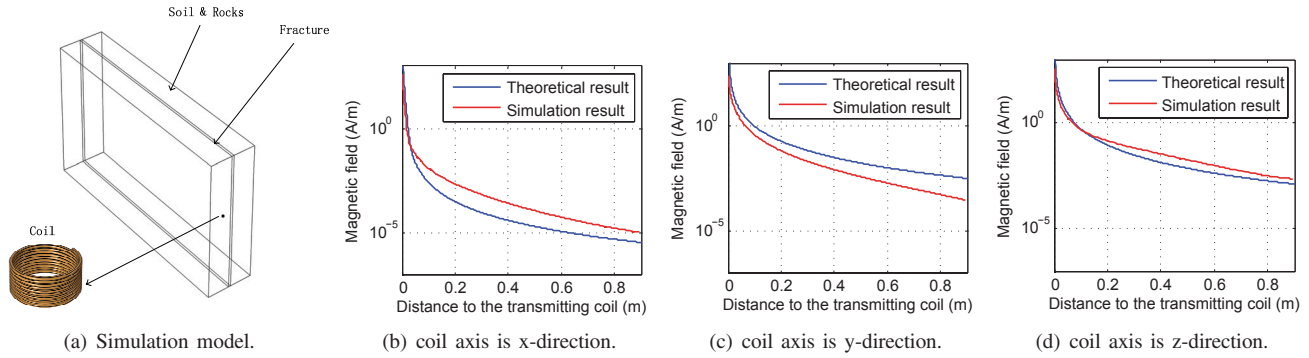 Soil & Rocks
Fracture
Coil
(a) Simulation model.
Theoretical result
Simulation result
Magnetic field (A/m)
10^0
10^−5
0 0.2 0.4 0.6 0.8
Distance to the transmitting coil (m)
(b) coil axis is x-direction.
Theoretical result
Simulation result
Magnetic field (A/m)
10^0
10^−5
0 0.2 0.4 0.6 0.8
Distance to the transmitting coil (m)
(c) coil axis is y-direction.
Theoretical result
Simulation result
Magnetic field (A/m)
10^0
10^−5
0 0.2 0.4 0.6 0.8
Distance to the transmitting coil (m)
(d) coil axis is z-direction.